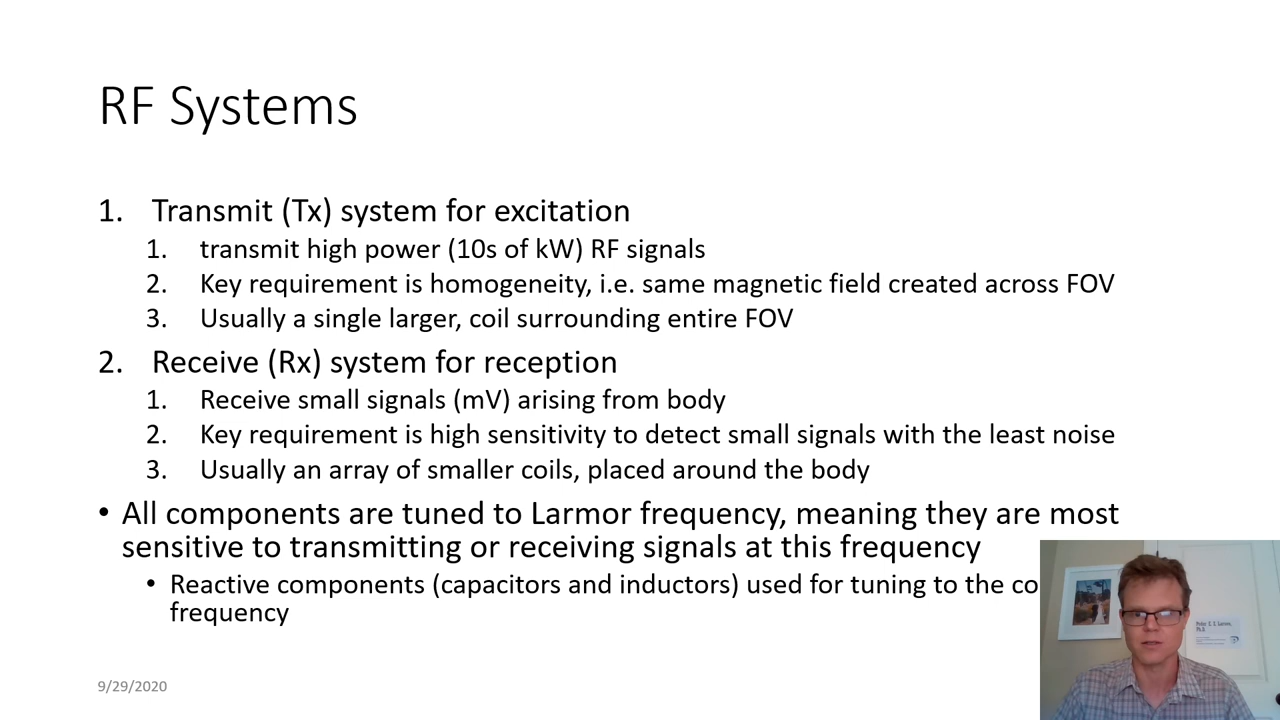 RF Systems
1. Transmit (Tx) system for excitation
1. transmit high power (10s of kW) RF signals
2. Key requirement is homogeneity, i.e. same magnetic field created across FOV
3. Usually a single larger, coil surrounding entire FOV
2. Receive (Rx) system for reception
1. Receive small signals (mV) arising from body
2. Key requirement is high sensitivity to detect small signals with the least noise
3. Usually an array of smaller coils, placed around the body
• All components are tuned to Larmor frequency, meaning they are most
sensitive to transmitting or receiving signals at this frequency
• Reactive components (capacitors and inductors) used for tuning to the co
frequency
Ph.D.
9/29/2020